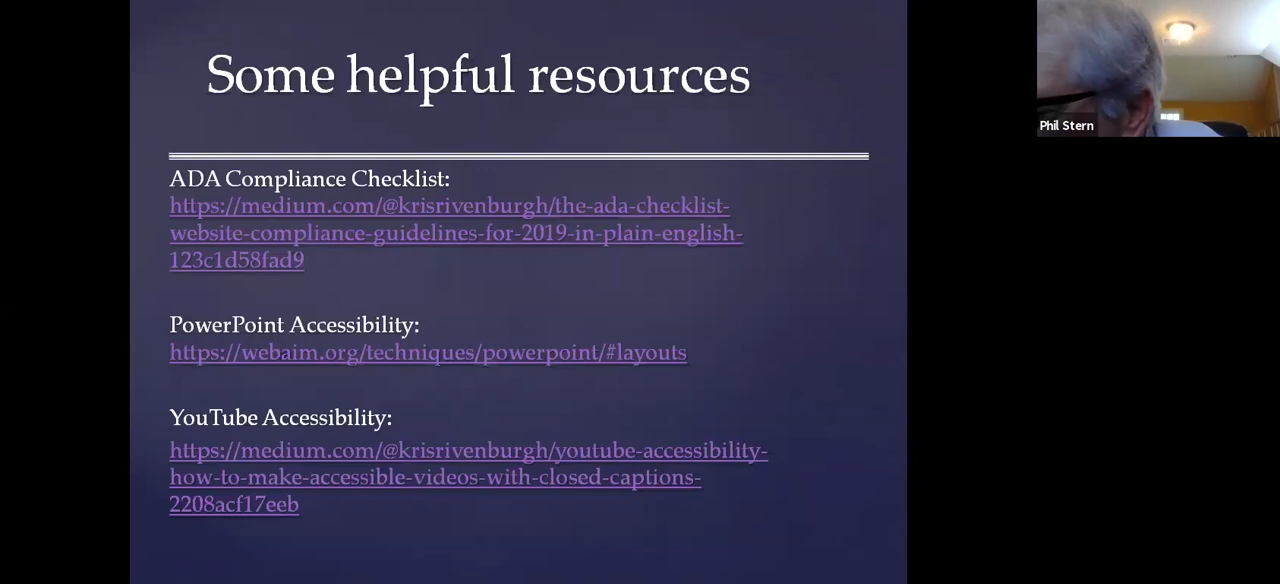 Some helpful resources
Phil Stern
ADA Compliance Checklist:
https://medium.com/@krisrivenburgh/the-ada-checklist-
website-compliance-guidelines-for-2019-in-plain-english-
123c1d58fad9
PowerPoint Accessibility:
https://webaim.org/techniques/powerpoint/#layouts
YouTube Accessibility:
https://medium.com/@krisrivenburgh/youtube-accessibility-
how-to-make-accessible-videos-with-closed-captions-
2208acf17eeb